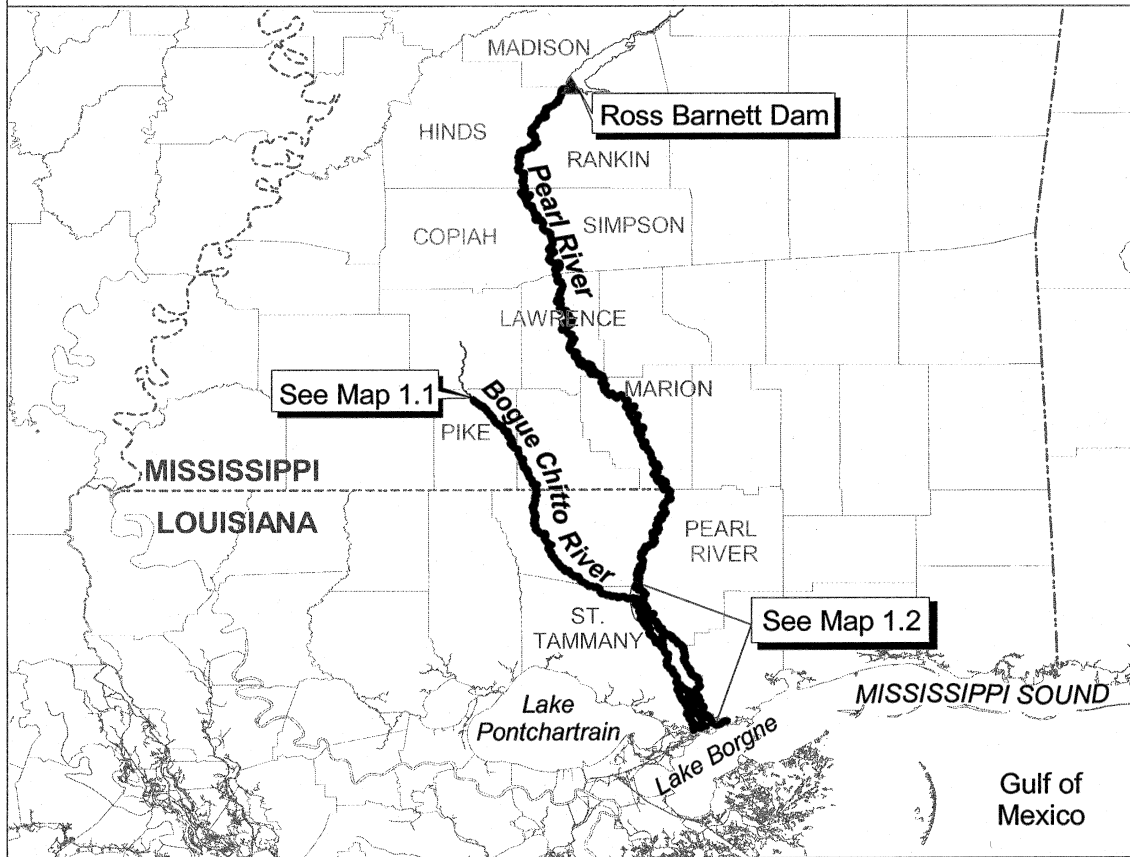 MADISON
Ross Barnett Dam
HINDS
RANKIN
Pearl River
COPIAH
SIMPSON
LAWRENCE
See Map 1.1
Bogue Chitto River
MARION
PIKE
MISSISSIPPI
LOUISIANA
PEARL
RIVER
ST.
TAMMANY
See Map 1.2
Lake
Pontchartrain
MISSISSIPPI SOUND
Lake Borgne
Gulf of
Mexico